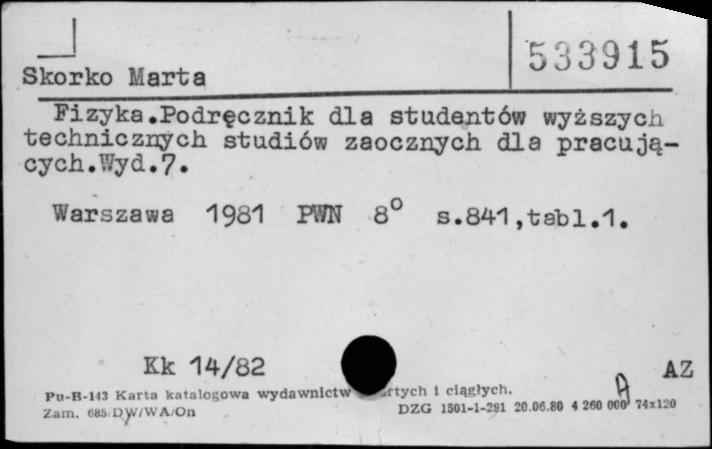 533915
Skorko Marta
Fizyka.Podręcznik dla studentów wyższych
technicznych studiów zaocznych dla pracują-
cych.Wyd.7.
Warszawa 1981 PWN 8° s.841,tabl.1.
Kk 14/82
A
AZ
Pu-B-143 Karta katalogowa wydawnictw rtych i ciągłych.
Zam. 685/DW/WA/On DZG 1501-1-291 20.06.80 4 260 000 74x120